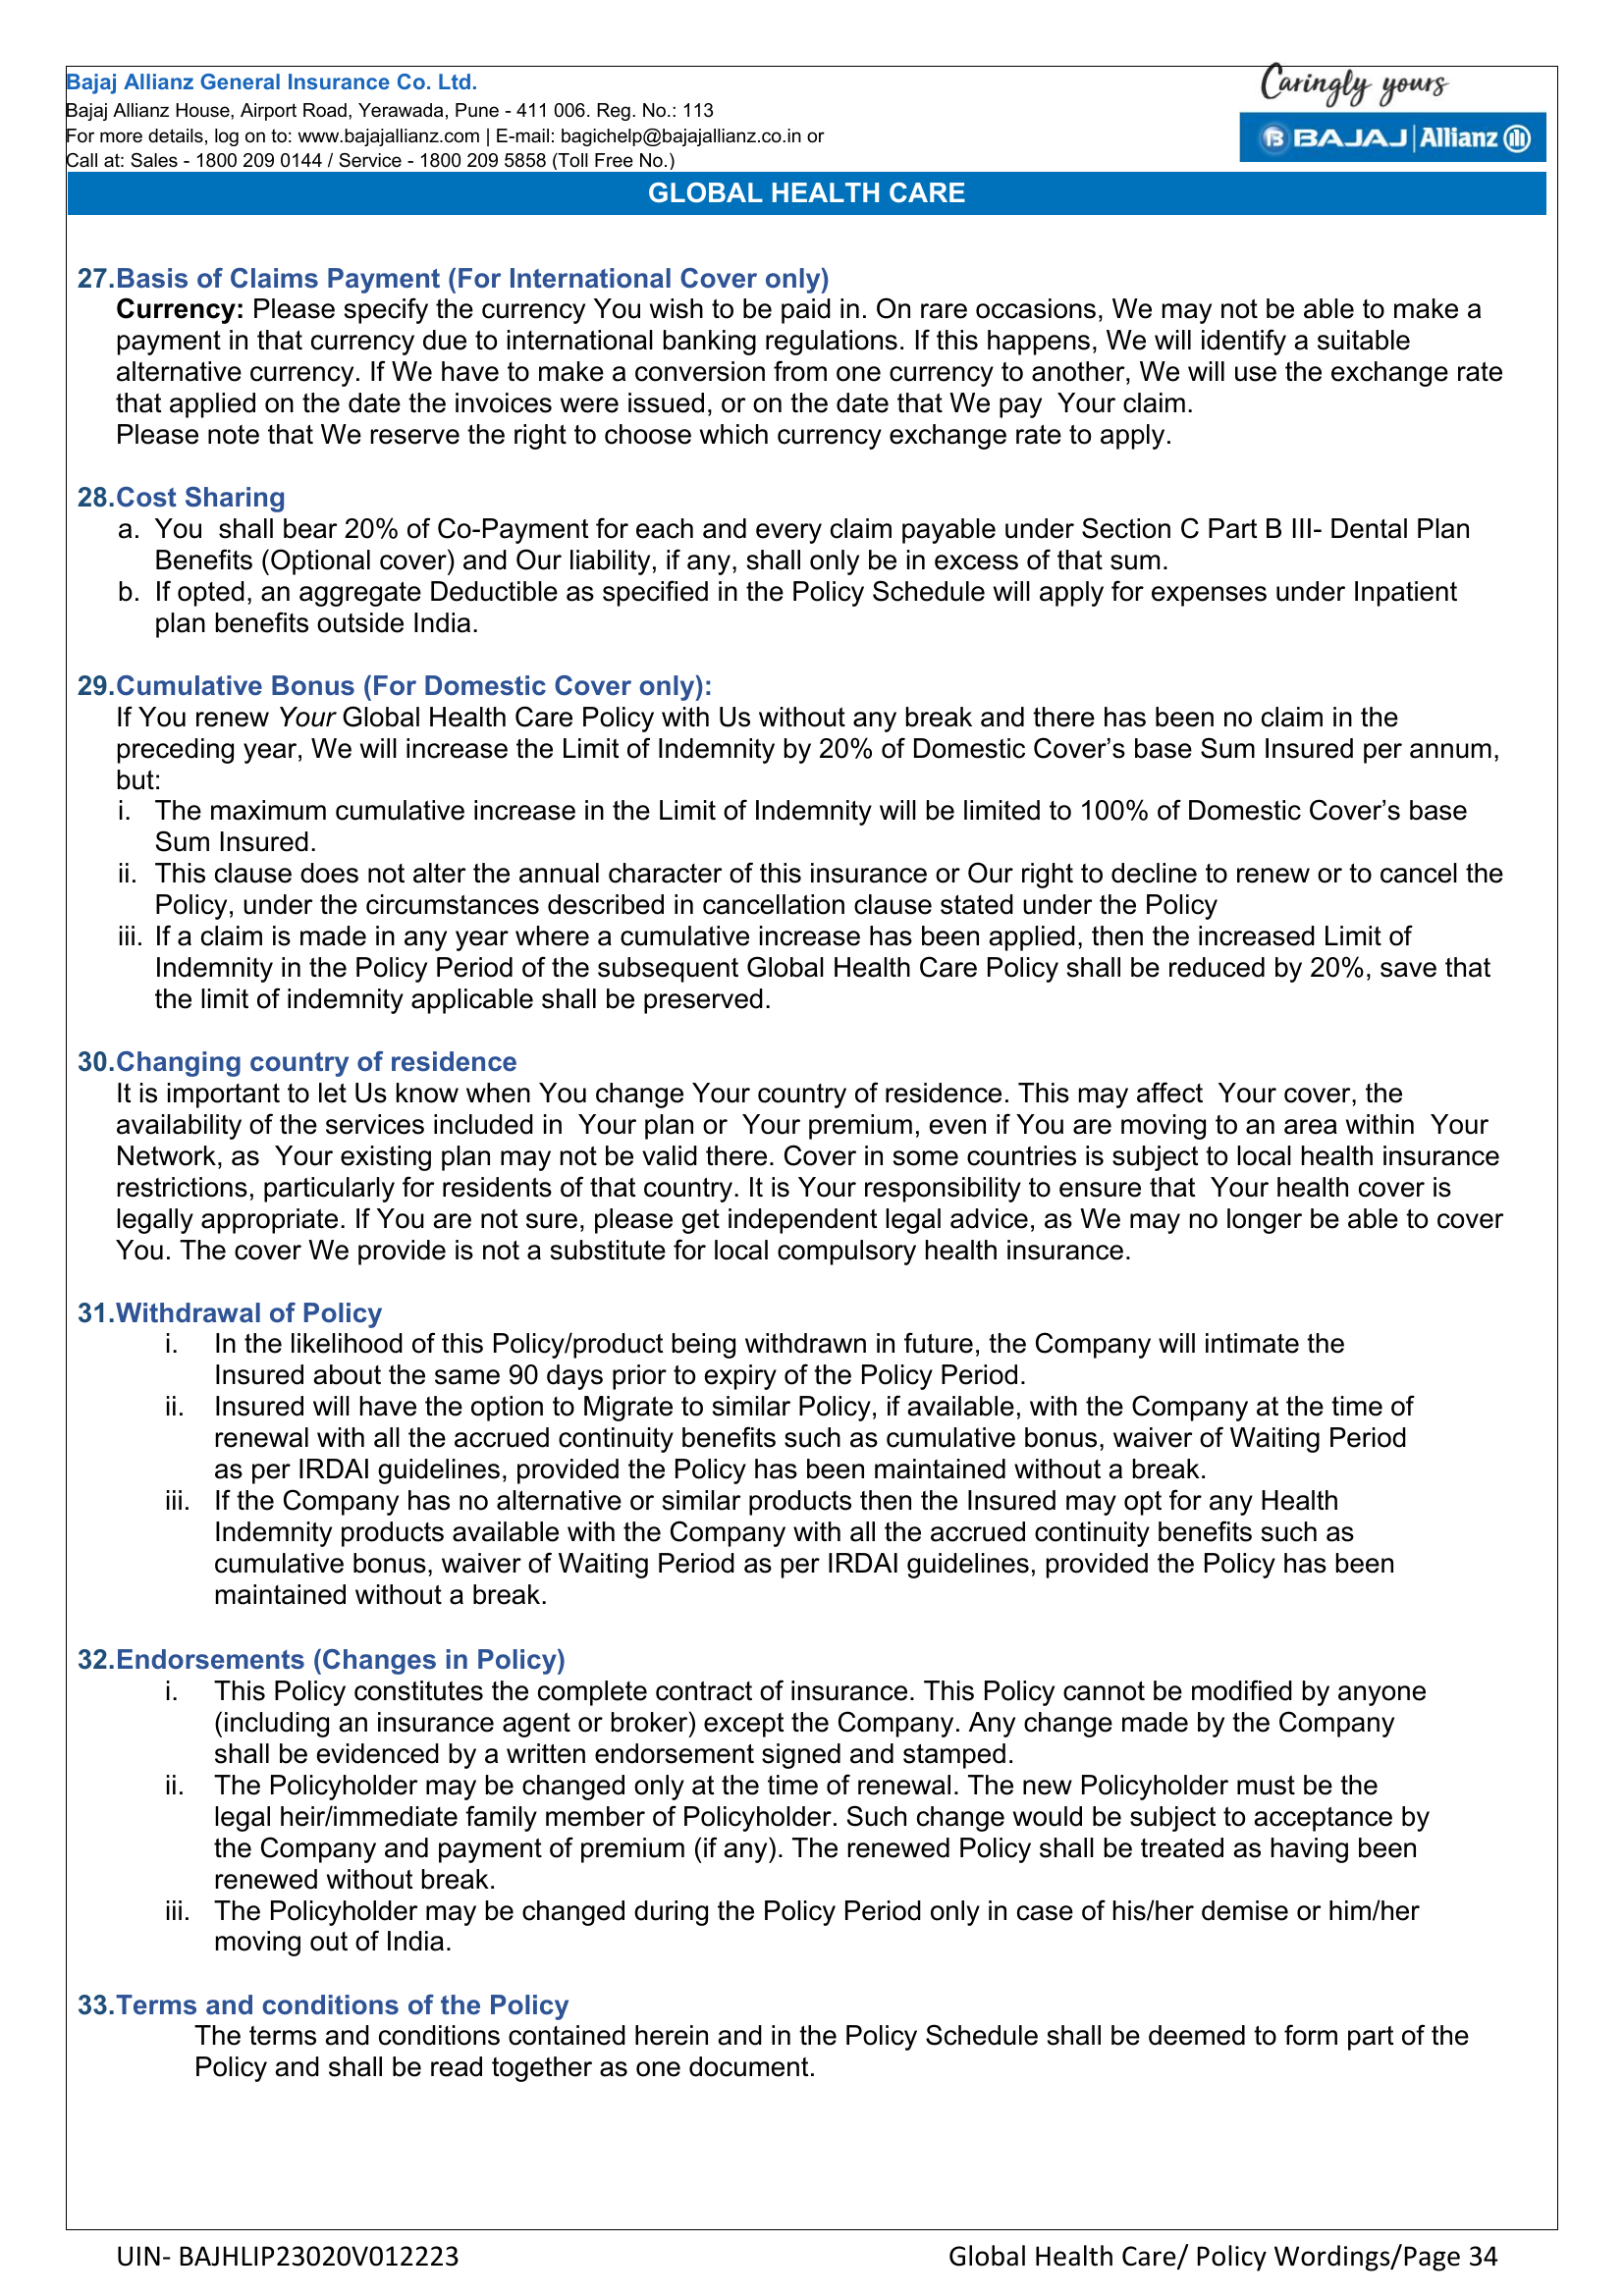 Bajaj Allianz General Insurance Co. Ltd.
Bajaj Allianz House, Airport Road, Yerawada, Pune - 411 006. Reg. No.: 113
For more details, log on to: www.bajajallianz.com | E-mail: bagichelp@bajajallianz.co.in or
Call at: Sales - 1800 209 0144 / Service - 1800 209 5858 (Toll Free No.)
Caringly yours
BAJAJ | Allianz
GLOBAL HEALTH CARE
27.Basis of Claims Payment (For International Cover only)
Currency: Please specify the currency You wish to be paid in. On rare occasions, We may not be able to make a
payment in that currency due to international banking regulations. If this happens, We will identify a suitable
alternative currency. If We have to make a conversion from one currency to another, We will use the exchange rate
that applied on the date the invoices were issued, or on the date that We pay  Your claim.
Please note that We reserve the right to choose which currency exchange rate to apply.
28.Cost Sharing
a. You  shall bear 20% of Co-Payment for each and every claim payable under Section C Part B III- Dental Plan
Benefits (Optional cover) and Our liability, if any, shall only be in excess of that sum.
b. If opted, an aggregate Deductible as specified in the Policy Schedule will apply for expenses under Inpatient
plan benefits outside India.
29.Cumulative Bonus (For Domestic Cover only):
If You renew Your Global Health Care Policy with Us without any break and there has been no claim in the
preceding year, We will increase the Limit of Indemnity by 20% of Domestic Cover’s base Sum Insured per annum,
but:
i. The maximum cumulative increase in the Limit of Indemnity will be limited to 100% of Domestic Cover’s base
Sum Insured.
ii. This clause does not alter the annual character of this insurance or Our right to decline to renew or to cancel the
Policy, under the circumstances described in cancellation clause stated under the Policy
iii. If a claim is made in any year where a cumulative increase has been applied, then the increased Limit of
Indemnity in the Policy Period of the subsequent Global Health Care Policy shall be reduced by 20%, save that
the limit of indemnity applicable shall be preserved.
30.Changing country of residence
It is important to let Us know when You change Your country of residence. This may affect  Your cover, the
availability of the services included in  Your plan or  Your premium, even if You are moving to an area within  Your
Network, as  Your existing plan may not be valid there. Cover in some countries is subject to local health insurance
restrictions, particularly for residents of that country. It is Your responsibility to ensure that  Your health cover is
legally appropriate. If You are not sure, please get independent legal advice, as We may no longer be able to cover
You. The cover We provide is not a substitute for local compulsory health insurance.
31.Withdrawal of Policy
i. In the likelihood of this Policy/product being withdrawn in future, the Company will intimate the
Insured about the same 90 days prior to expiry of the Policy Period.
ii. Insured will have the option to Migrate to similar Policy, if available, with the Company at the time of
renewal with all the accrued continuity benefits such as cumulative bonus, waiver of Waiting Period
as per IRDAI guidelines, provided the Policy has been maintained without a break.
iii. If the Company has no alternative or similar products then the Insured may opt for any Health
Indemnity products available with the Company with all the accrued continuity benefits such as
cumulative bonus, waiver of Waiting Period as per IRDAI guidelines, provided the Policy has been
maintained without a break.
32.Endorsements (Changes in Policy)
i. This Policy constitutes the complete contract of insurance. This Policy cannot be modified by anyone
(including an insurance agent or broker) except the Company. Any change made by the Company
shall be evidenced by a written endorsement signed and stamped.
ii. The Policyholder may be changed only at the time of renewal. The new Policyholder must be the
legal heir/immediate family member of Policyholder. Such change would be subject to acceptance by
the Company and payment of premium (if any). The renewed Policy shall be treated as having been
renewed without break.
iii. The Policyholder may be changed during the Policy Period only in case of his/her demise or him/her
moving out of India.
33.Terms and conditions of the Policy
The terms and conditions contained herein and in the Policy Schedule shall be deemed to form part of the
Policy and shall be read together as one document.
UIN- BAJHLIP23020V012223
Global Health Care/ Policy Wordings/Page 34